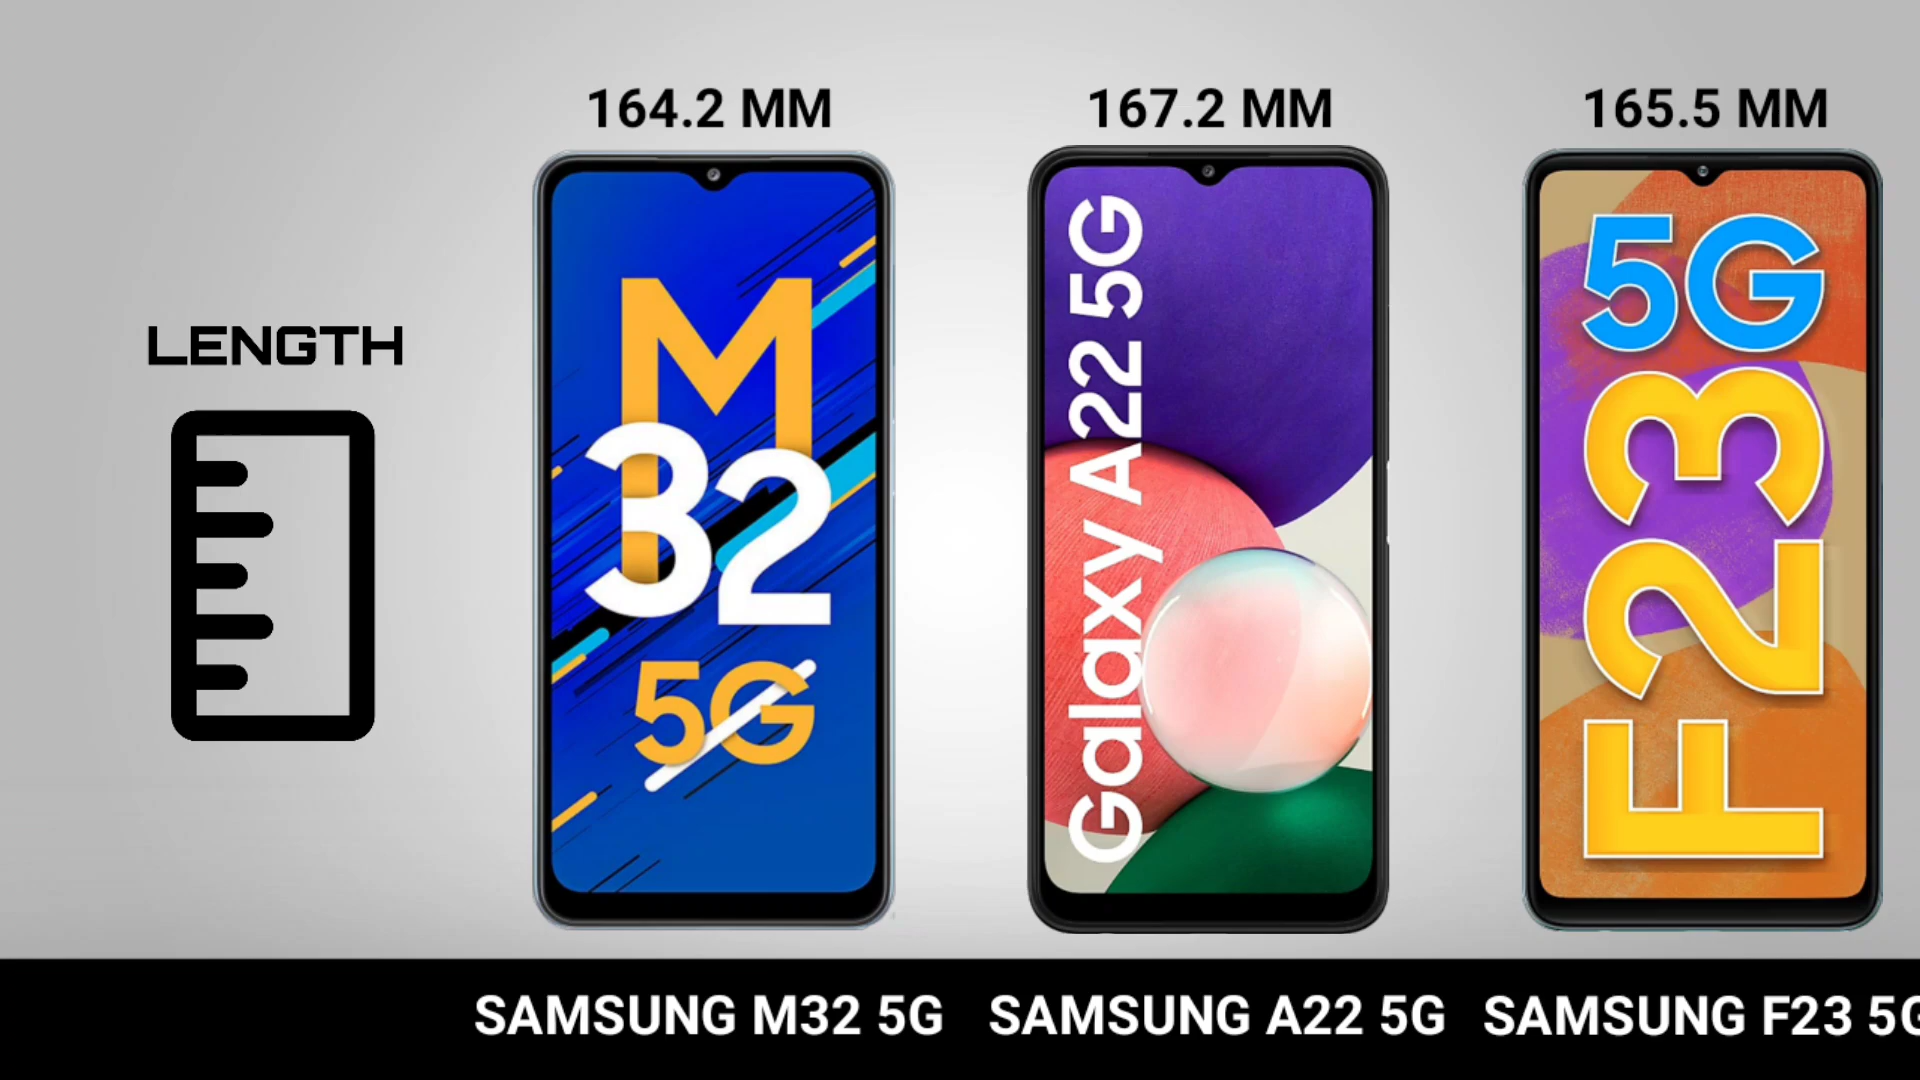 164.2 MM
167.2 MM
165.5 MM
LENGTH
M
32
5G
Galaxy A22 5G
F23 5G
SAMSUNG M32 5G
SAMSUNG A22 5G
SAMSUNG F23 5G